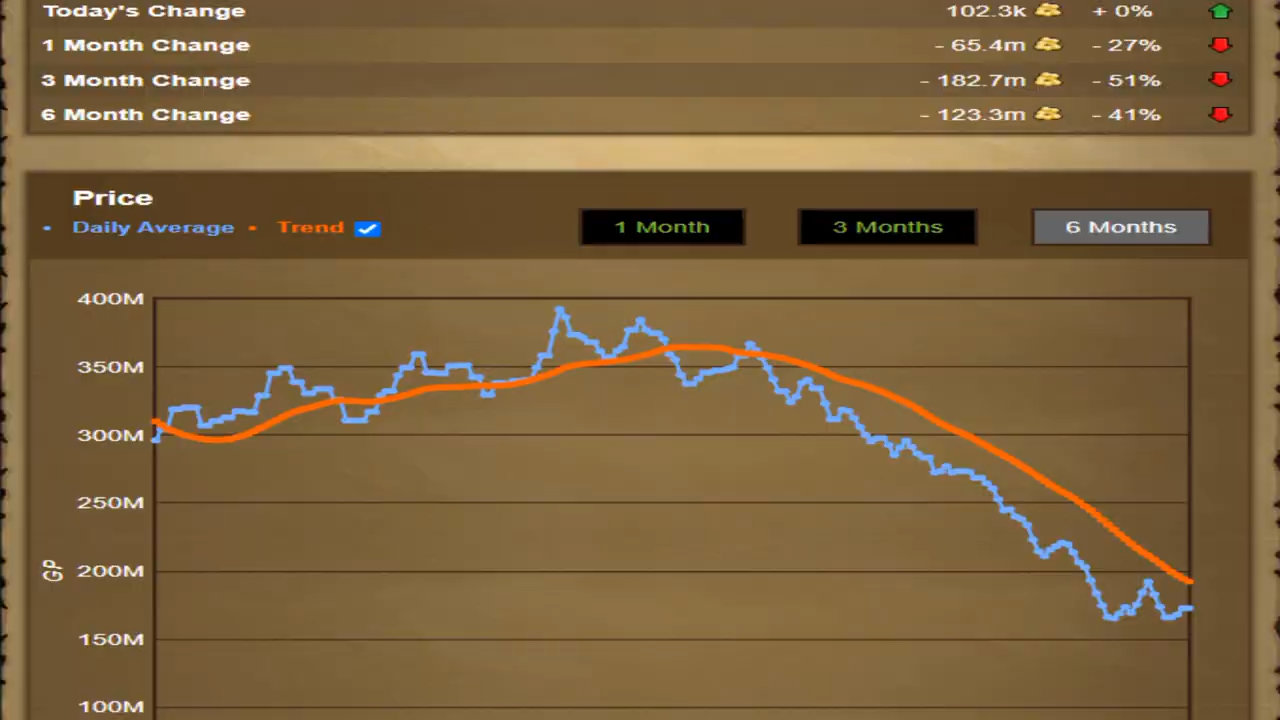 Today's Change 102.3k + 0%
1 Month Change - 65.4m - 27%
3 Month Change - 182.7m - 51%
6 Month Change - 123.3m - 41%
Price
• Daily Average • Trend
1 Month 3 Months 6 Months
400M
350M
300M
250M
GP
200M
150M
100M